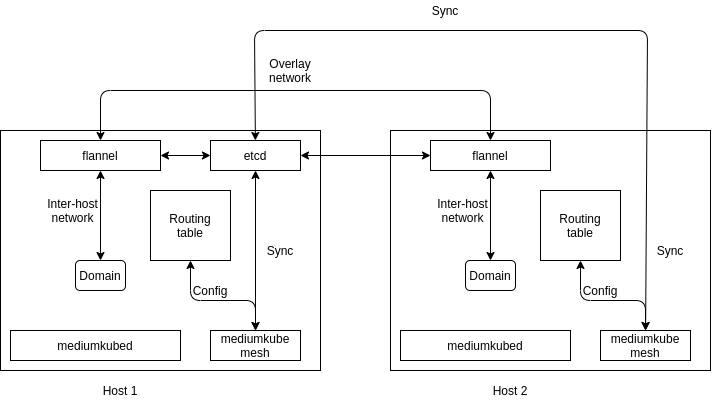 Sync
Overlay
network
flannel
etcd
flannel
Inter-host
network
Routing
table
Inter-host
network
Routing
table
Sync
Sync
Domain
Config
Domain
Config
mediumkubed
mediumkube
mesh
mediumkubed
mediumkube
mesh
Host 1
Host 2